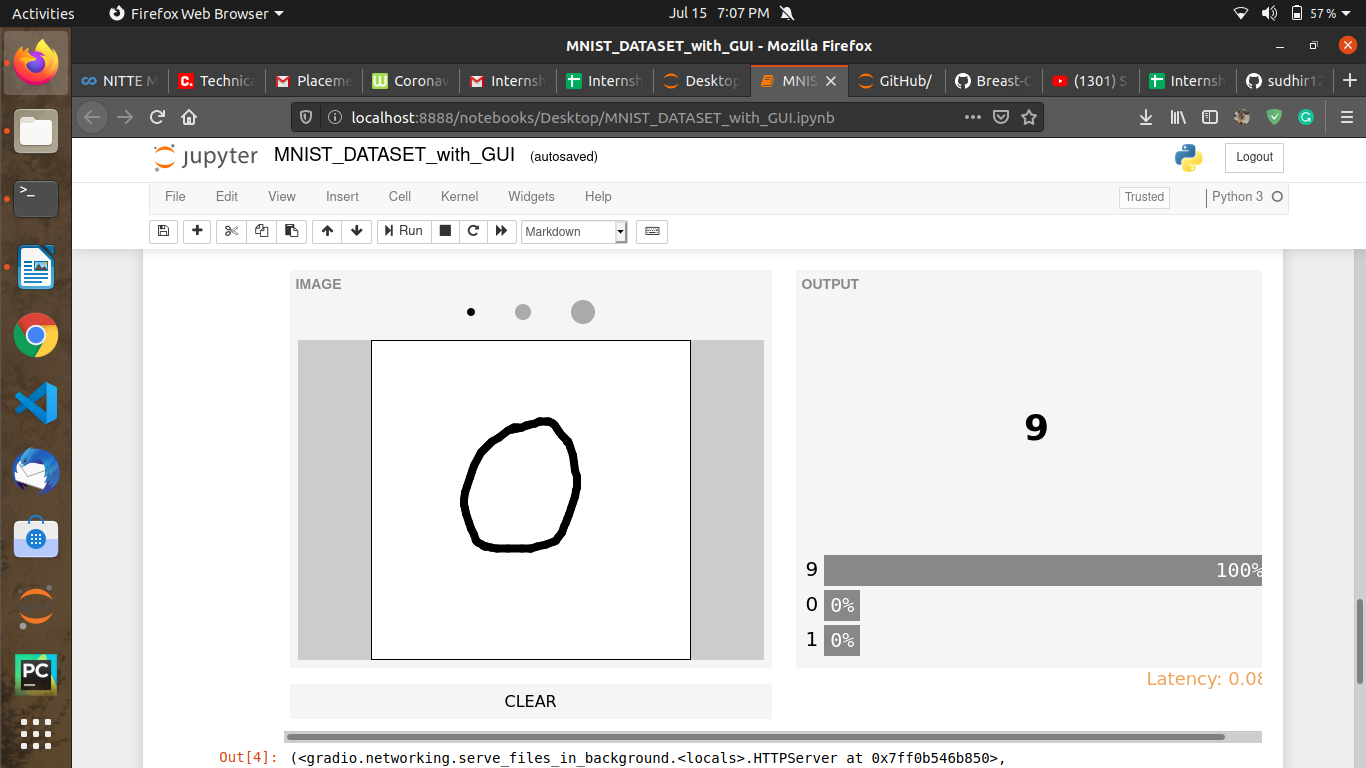 Activities Firefox Web Browser Jul 15 7:07 PM 57 %
MNIST_DATASET_with_GUI - Mozilla Firefox
NITTE M Technica Placeme Coronav Internsh Internsh Desktop MNIS GitHub/ Breast-C (1301) S Internsh sudhir12
localhost:8888/notebooks/Desktop/MNIST_DATASET_with_GUI.ipynb
jupyter MNIST_DATASET_with_GUI (autosaved) Logout
File Edit View Insert Cell Kernel Widgets Help Trusted Python 3
Run Markdown
IMAGE
OUTPUT
9
9 100%
0 0%
1 0%
Latency: 0.08
CLEAR
Out[4]: (<gradio.networking.serve_files_in_background.<locals>.HTTPServer at 0x7ff0b546b850>,
PC